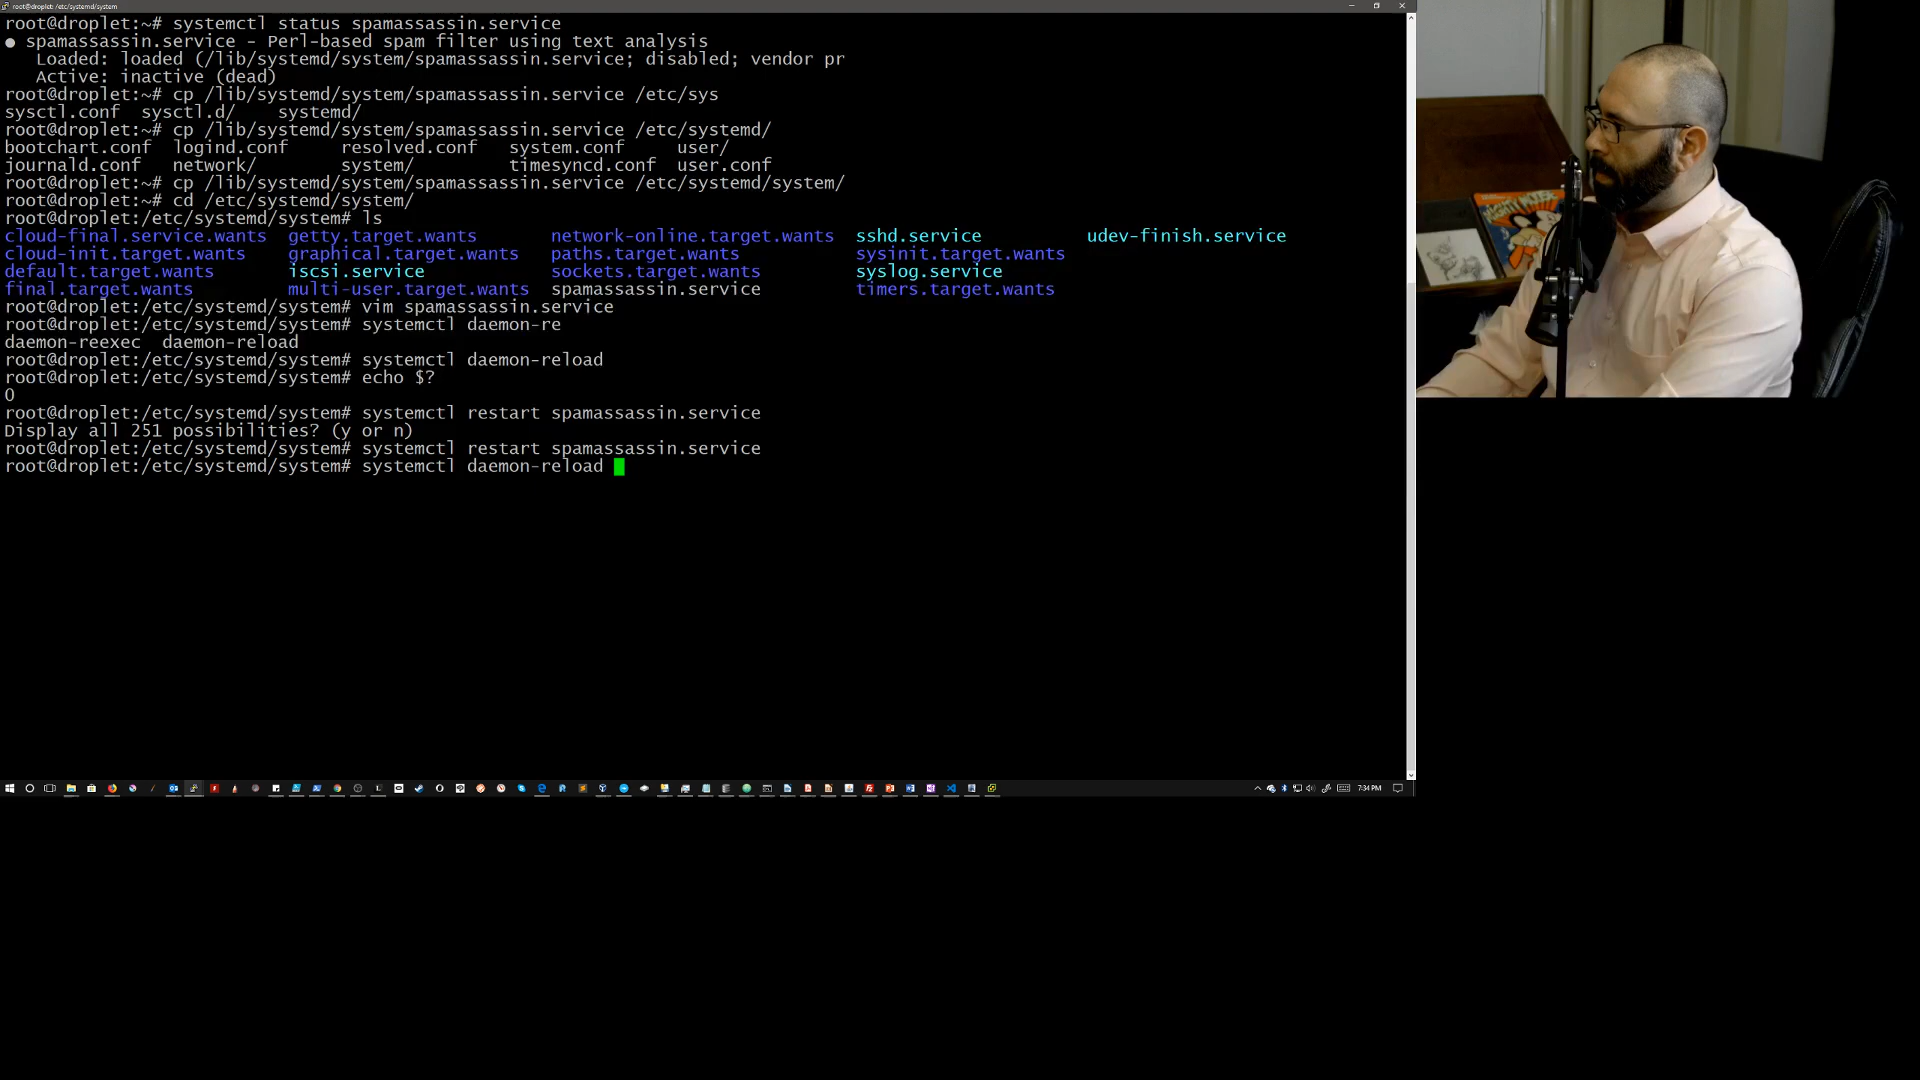 root@droplet: /etc/systemd/system
root@droplet:~# systemctl status spamassassin.service
● spamassassin.service - Perl-based spam filter using text analysis
   Loaded: loaded (/lib/systemd/system/spamassassin.service; disabled; vendor pr
   Active: inactive (dead)
root@droplet:~# cp /lib/systemd/system/spamassassin.service /etc/sys
sysctl.conf  sysctl.d/    systemd/
root@droplet:~# cp /lib/systemd/system/spamassassin.service /etc/systemd/
bootchart.conf  logind.conf     resolved.conf   system.conf     user/
journald.conf   network/        system/         timesyncd.conf  user.conf
root@droplet:~# cp /lib/systemd/system/spamassassin.service /etc/systemd/system/
root@droplet:~# cd /etc/systemd/system/
root@droplet:/etc/systemd/system# ls
cloud-final.service.wants  getty.target.wants       network-online.target.wants  sshd.service          udev-finish.service
cloud-init.target.wants    graphical.target.wants   paths.target.wants           sysinit.target.wants
default.target.wants       iscsi.service            sockets.target.wants         syslog.service
final.target.wants         multi-user.target.wants  spamassassin.service         timers.target.wants
root@droplet:/etc/systemd/system# vim spamassassin.service
root@droplet:/etc/systemd/system# systemctl daemon-re
daemon-reexec  daemon-reload
root@droplet:/etc/systemd/system# systemctl daemon-reload
root@droplet:/etc/systemd/system# echo $?
0
root@droplet:/etc/systemd/system# systemctl restart spamassassin.service
Display all 251 possibilities? (y or n)
root@droplet:/etc/systemd/system# systemctl restart spamassassin.service
root@droplet:/etc/systemd/system# systemctl daemon-reload
MIGHTY MOUSE
7:34 PM